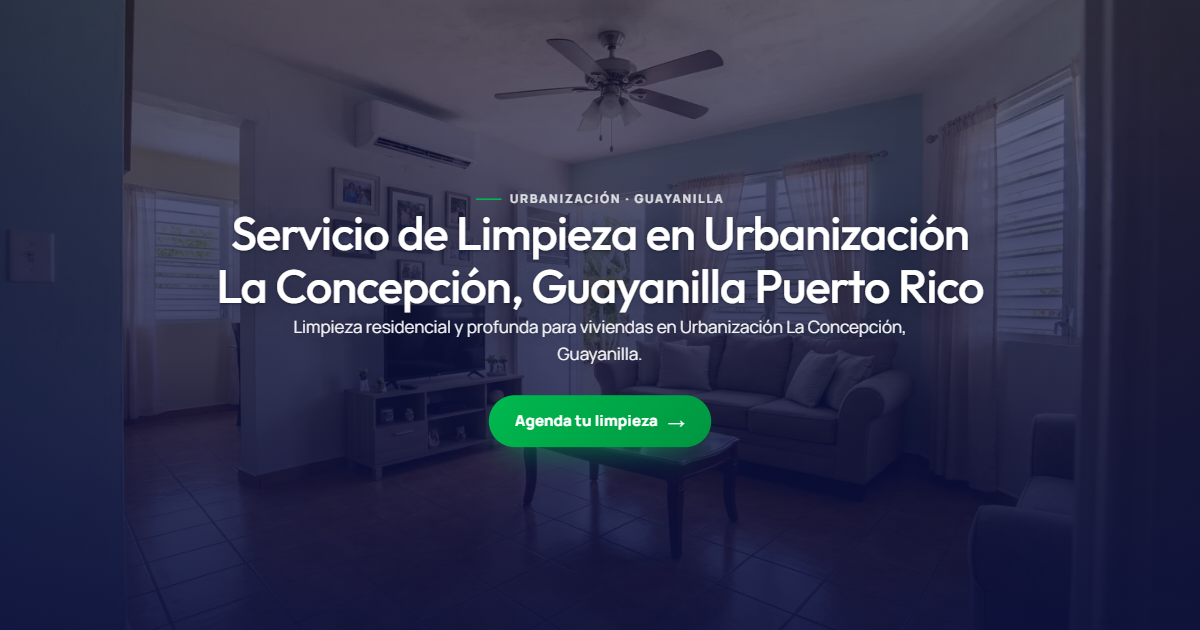 URBANIZACIÓN · GUAYANILLA
Servicio de Limpieza en Urbanización
La Concepción, Guayanilla Puerto Rico
Limpieza residencial y profunda para viviendas en Urbanización La Concepción,
Guayanilla.
Agenda tu limpieza →